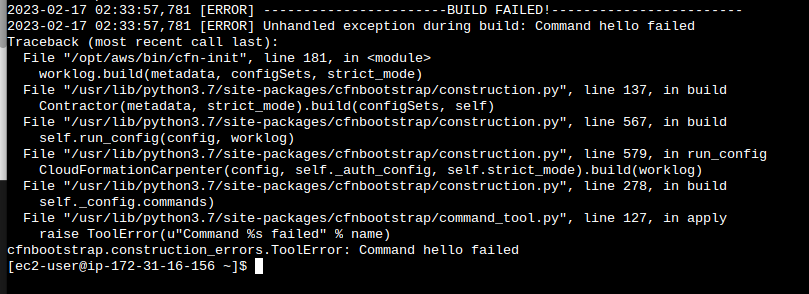 2023-02-17 02:33:57,781 [ERROR] -----------------------BUILD FAILED!------------------------
2023-02-17 02:33:57,781 [ERROR] Unhandled exception during build: Command hello failed
Traceback (most recent call last):
  File "/opt/aws/bin/cfn-init", line 181, in <module>
    worklog.build(metadata, configSets, strict_mode)
  File "/usr/lib/python3.7/site-packages/cfnbootstrap/construction.py", line 137, in build
    Contractor(metadata, strict_mode).build(configSets, self)
  File "/usr/lib/python3.7/site-packages/cfnbootstrap/construction.py", line 567, in build
    self.run_config(config, worklog)
  File "/usr/lib/python3.7/site-packages/cfnbootstrap/construction.py", line 579, in run_config
    CloudFormationCarpenter(config, self._auth_config, self.strict_mode).build(worklog)
  File "/usr/lib/python3.7/site-packages/cfnbootstrap/construction.py", line 278, in build
    self._config.commands)
  File "/usr/lib/python3.7/site-packages/cfnbootstrap/command_tool.py", line 127, in apply
    raise ToolError(u"Command %s failed" % name)
cfnbootstrap.construction_errors.ToolError: Command hello failed
[ec2-user@ip-172-31-16-156 ~]$